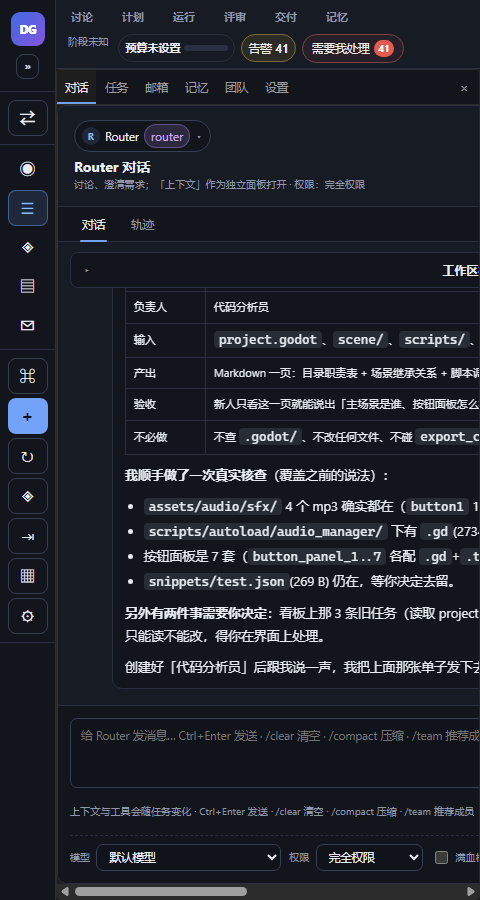 DG
讨论 计划 运行 评审 交付 记忆
阶段未知 预算未设置 告警 41 需要我处理 41
»
对话 任务 邮箱 记忆 团队 设置 ×
R Router router
Router 对话
讨论、澄清需求；「上下文」作为独立面板打开 · 权限：完全权限
对话 轨迹
工作区
负责人 代码分析员
输入 project.godot、scene/、scripts/、
产出 Markdown 一页：目录职责表 + 场景继承关系 + 脚本调
验收 新人只看这一页就能说出「主场景是谁、按钮面板怎么
不必做 不查 .godot/、不改任何文件、不碰 export_c
我顺手做了一次真实核查（覆盖之前的说法）:
• assets/audio/sfx/ 4 个 mp3 确实都在（button1 1
• scripts/autoload/audio_manager/ 下有 .gd(2734
• 按钮面板是 7 套（button_panel_1..7 各配 .gd+.t
• snippets/test.json(269 B) 仍在，等你决定去留。
另外有两件事需要你决定：看板上那 3 条旧任务（读取 project
只能读不能改，得你在界面上处理。
创建好「代码分析员」后跟我说一声，我把上面那张单子发下去
给 Router 发消息... Ctrl+Enter 发送 · /clear 清空 · /compact 压缩 · /team 推荐成
上下文与工具会随任务变化 · Ctrl+Enter 发送 · /clear 清空 · /compact 压缩 · /team 推荐成员
模型 默认模型 权限 完全权限 满血模